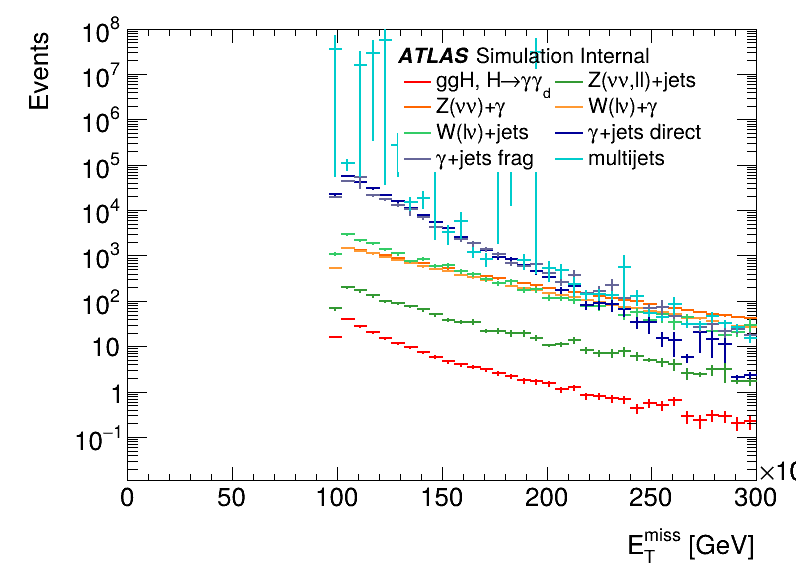 10^8
10^7
10^6
10^5
10^4
10^3
10^2
10
1
10^−1
Events
ATLAS Simulation Internal
ggH, H→γγ_d Z(νν,ll)+jets
Z(νν)+γ W(lν)+γ
W(lν)+jets γ+jets direct
γ+jets frag multijets
0 50 100 150 200 250 300
×10
E_T^miss [GeV]